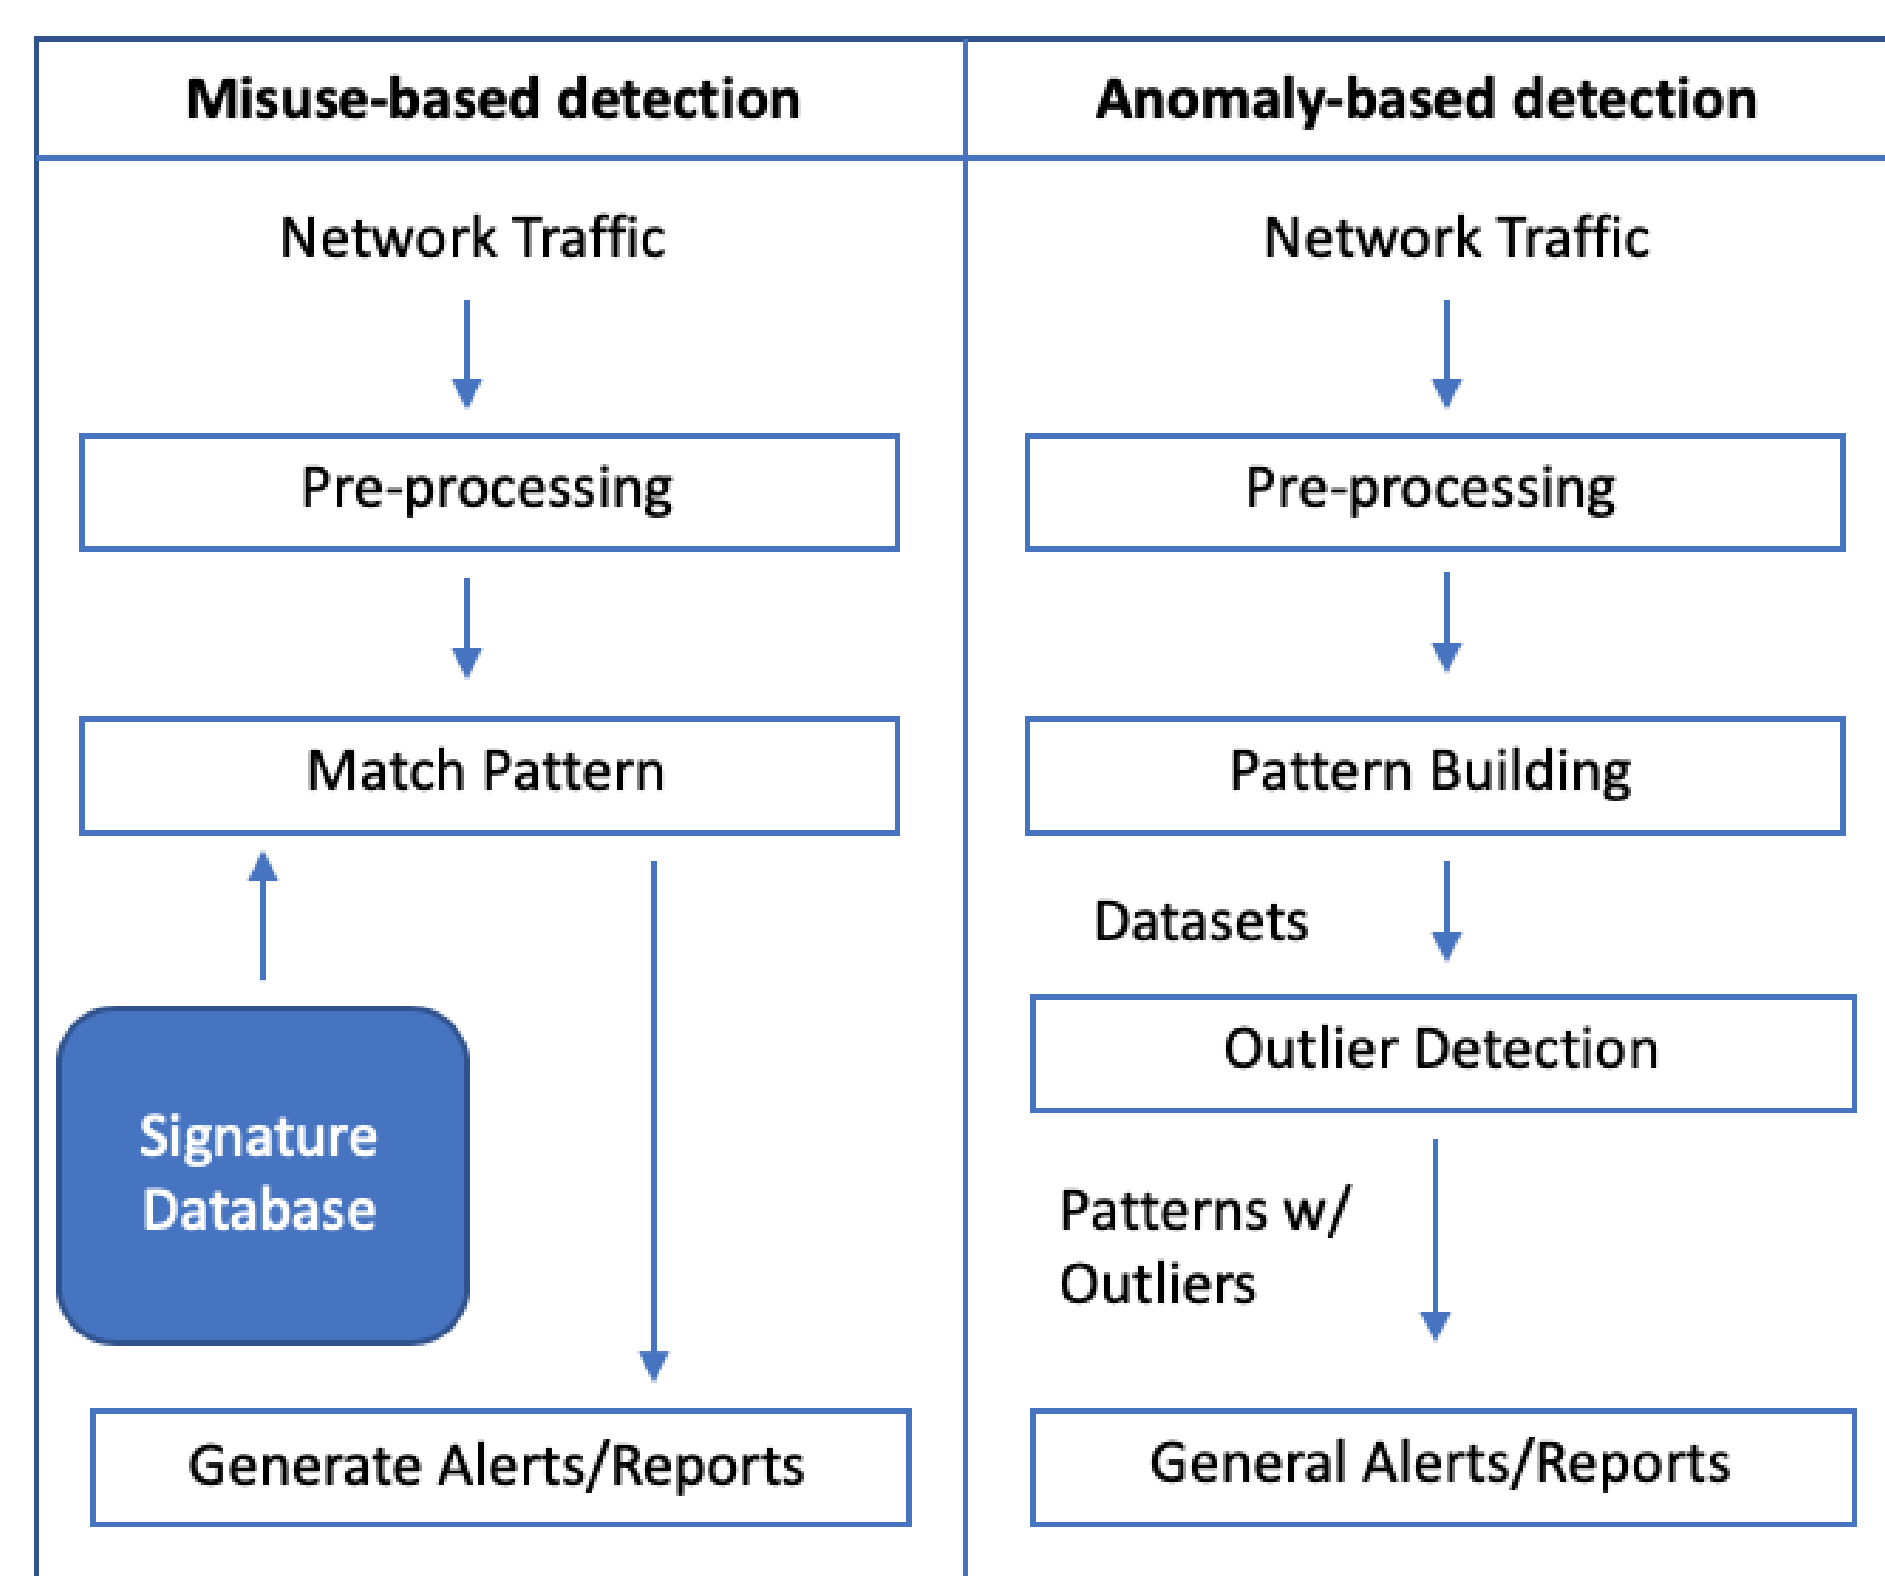 Misuse-based detection
Network Traffic
Pre-processing
Match Pattern
Signature
Database
Generate Alerts/Reports
Anomaly-based detection
Network Traffic
Pre-processing
Pattern Building
Datasets
Outlier Detection
Patterns w/
Outliers
General Alerts/Reports